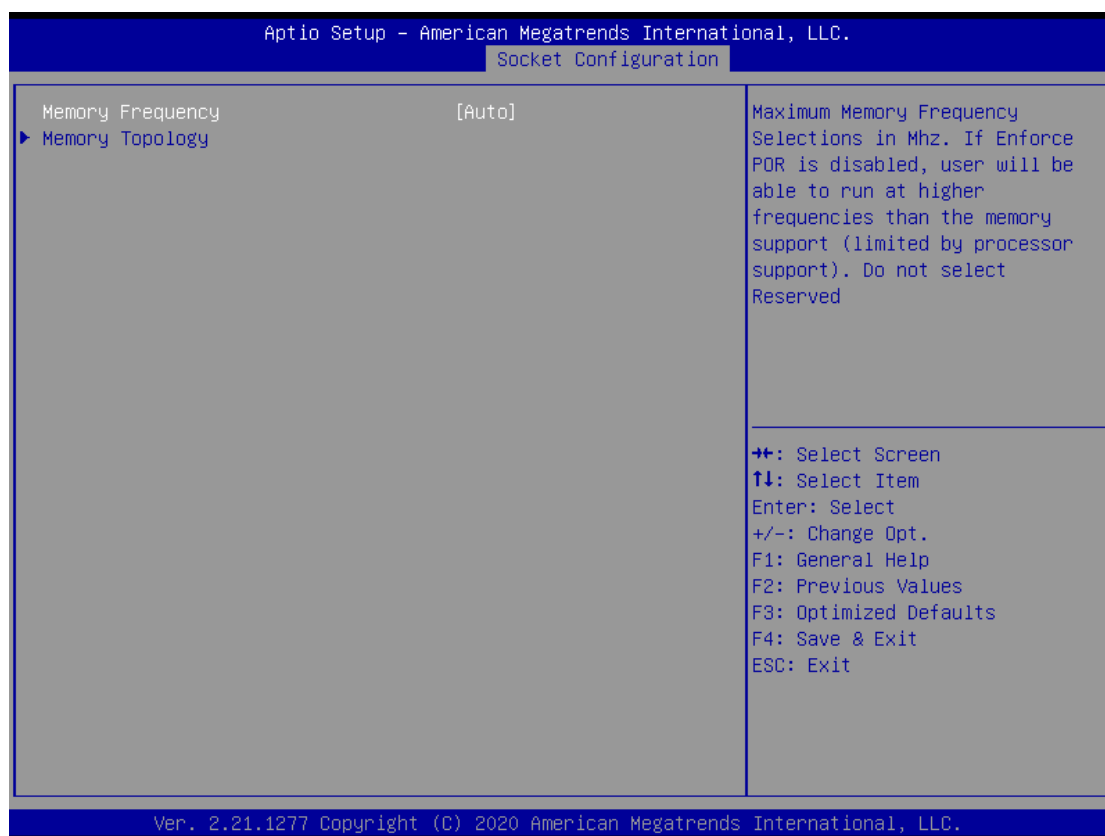 Aptio Setup – American Megatrends International, LLC.
Socket Configuration
Memory Frequency [Auto]
▶ Memory Topology
Maximum Memory Frequency
Selections in Mhz. If Enforce
POR is disabled, user will be
able to run at higher
frequencies than the memory
support (limited by processor
support). Do not select
Reserved
→←: Select Screen
↑↓: Select Item
Enter: Select
+/-: Change Opt.
F1: General Help
F2: Previous Values
F3: Optimized Defaults
F4: Save & Exit
ESC: Exit
Ver. 2.21.1277 Copyright (C) 2020 American Megatrends International, LLC.